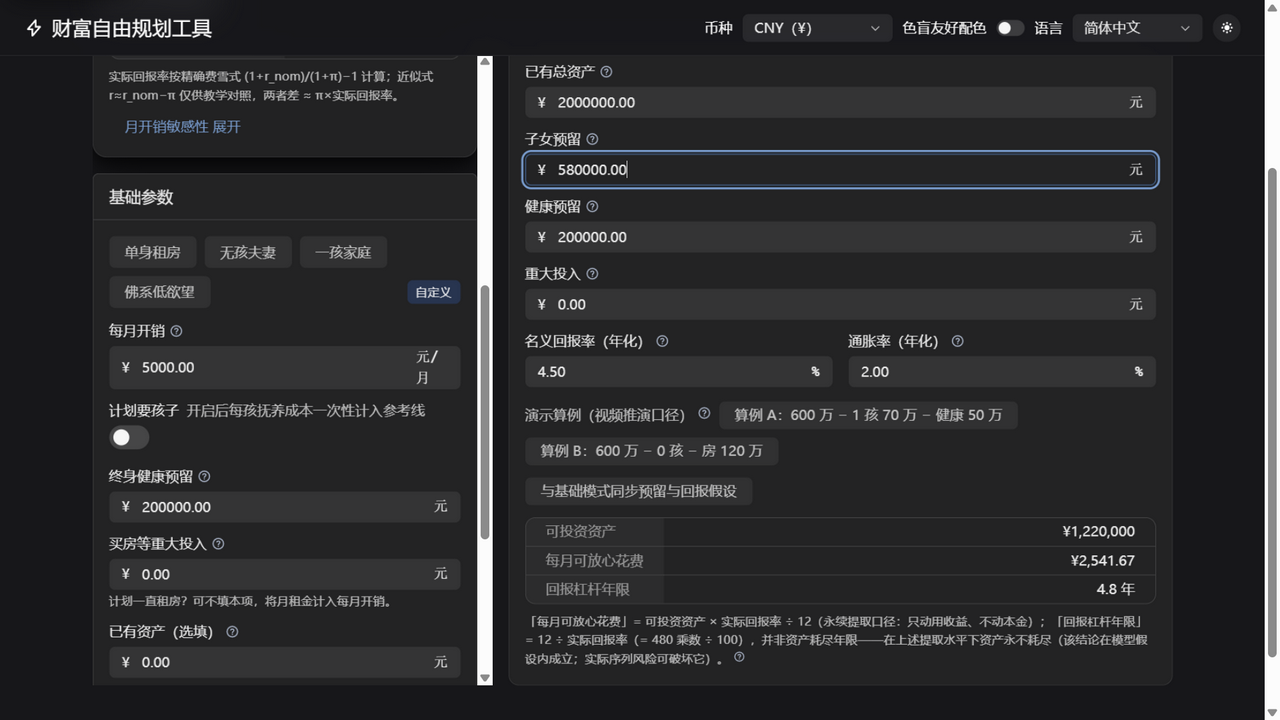 财富自由规划工具
币种 CNY (¥) 色盲友好配色 语言 简体中文
实际回报率按精确费雪式 (1+r_nom)/(1+π)−1 计算；近似式
r≈r_nom−π 仅供教学对照，两者差 ≈ π×实际回报率。
月开销敏感性 展开
基础参数
单身租房 无孩夫妻 一孩家庭
佛系低欲望 自定义
每月开销
¥ 5000.00 元/
月
计划要孩子 开启后每孩抚养成本一次性计入参考线
终身健康预留
¥ 200000.00 元
买房等重大投入
¥ 0.00 元
计划一直租房？可不填本项，将月租金计入每月开销。
已有资产（选填）
¥ 0.00 元
已有总资产
¥ 2000000.00 元
子女预留
¥ 580000.00 元
健康预留
¥ 200000.00 元
重大投入
¥ 0.00 元
名义回报率（年化） 通胀率（年化）
4.50 % 2.00 %
演示算例（视频推演口径） 算例 A：600 万 − 1 孩 70 万 − 健康 50 万
算例 B：600 万 − 0 孩 − 房 120 万
与基础模式同步预留与回报假设
可投资资产 ¥1,220,000
每月可放心花费 ¥2,541.67
回报杠杆年限 4.8 年
「每月可放心花费」= 可投资资产 × 实际回报率 ÷ 12（永续提取口径：只动用收益、不动本金）；「回报杠杆年限」
= 12 ÷ 实际回报率（= 480 乘数 ÷ 100），并非资产耗尽年限——在上述提取水平下资产永不耗尽（该结论在模型假
设内成立；实际序列风险可破坏它）。